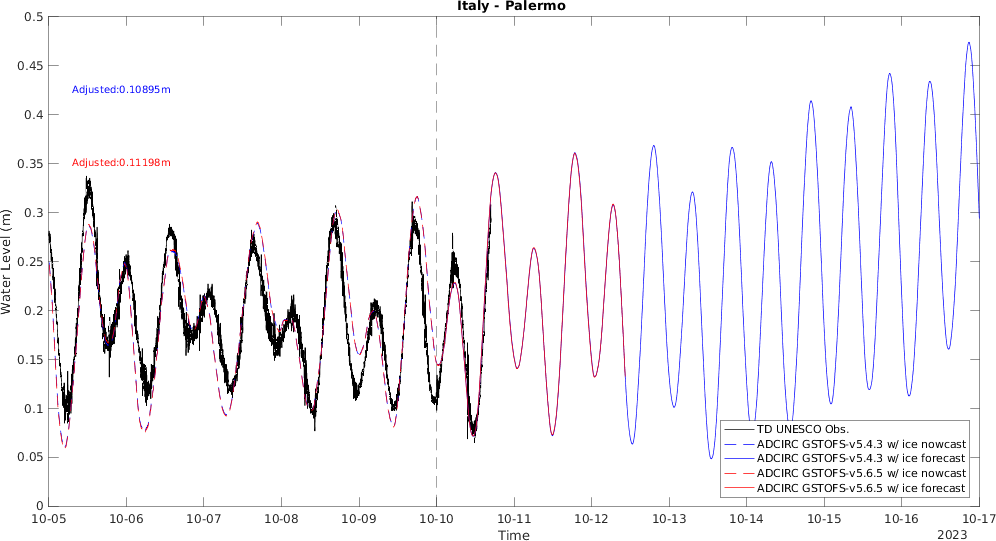 Italy - Palermo
0.5
0.45
0.4
0.35
0.3
0.25
0.2
0.15
0.1
0.05
0
Water Level (m)
Adjusted:0.10895m
Adjusted:0.11198m
TD UNESCO Obs.
ADCIRC GSTOFS-v5.4.3 w/ ice nowcast
ADCIRC GSTOFS-v5.4.3 w/ ice forecast
ADCIRC GSTOFS-v5.6.5 w/ ice nowcast
ADCIRC GSTOFS-v5.6.5 w/ ice forecast
10-05 10-06 10-07 10-08 10-09 10-10 10-11 10-12 10-13 10-14 10-15 10-16 10-17
Time
2023